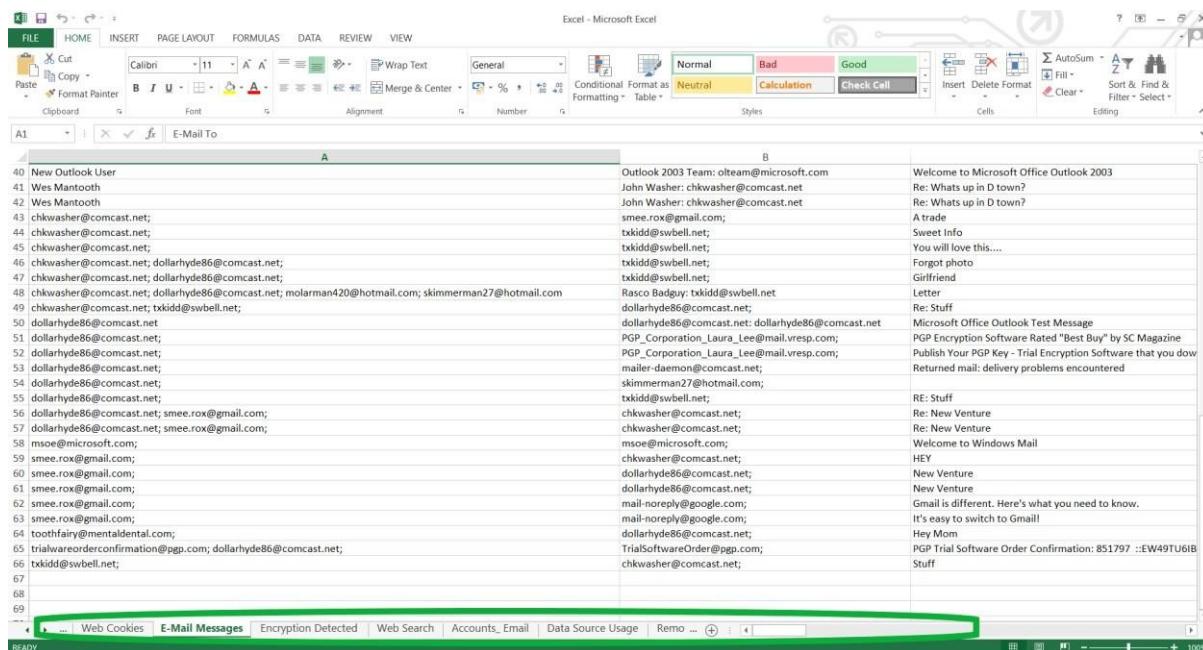 Excel - Microsoft Excel
FILE HOME INSERT PAGE LAYOUT FORMULAS DATA REVIEW VIEW
Cut
Copy
Format Painter
Paste
Clipboard
Calibri 11
B I U
Font
Wrap Text
Merge & Center
Alignment
General
$ % ,
Number
Conditional Formatting
Format as Table
Normal Bad Good
Neutral Calculation Check Cell
Styles
Insert Delete Format
Cells
AutoSum
Fill
Clear
Sort & Filter
Find & Select
Editing
A1 fx E-Mail To
A B
40 New Outlook User Outlook 2003 Team: olteam@microsoft.com Welcome to Microsoft Office Outlook 2003
41 Wes Mantooth John Washer: chkwasher@comcast.net Re: Whats up in D town?
42 Wes Mantooth John Washer: chkwasher@comcast.net Re: Whats up in D town?
43 chkwasher@comcast.net; smee.rox@gmail.com; A trade
44 chkwasher@comcast.net; txkidd@swbell.net; Sweet Info
45 chkwasher@comcast.net; txkidd@swbell.net; You will love this....
46 chkwasher@comcast.net; dollarhyde86@comcast.net; txkidd@swbell.net; Forgot photo
47 chkwasher@comcast.net; dollarhyde86@comcast.net; txkidd@swbell.net; Girlfriend
48 chkwasher@comcast.net; dollarhyde86@comcast.net; molarman420@hotmail.com; skimmerman27@hotmail.com Rasco Badguy: txkidd@swbell.net Letter
49 chkwasher@comcast.net; txkidd@swbell.net; dollarhyde86@comcast.net; Re: Stuff
50 dollarhyde86@comcast.net dollarhyde86@comcast.net: dollarhyde86@comcast.net Microsoft Office Outlook Test Message
51 dollarhyde86@comcast.net; PGP_Corporation_Laura_Lee@mail.vresp.com; PGP Encryption Software Rated "Best Buy" by SC Magazine
52 dollarhyde86@comcast.net; PGP_Corporation_Laura_Lee@mail.vresp.com; Publish Your PGP Key - Trial Encryption Software that you dow
53 dollarhyde86@comcast.net; mailer-daemon@comcast.net; Returned mail: delivery problems encountered
54 dollarhyde86@comcast.net; skimmerman27@hotmail.com;
55 dollarhyde86@comcast.net; txkidd@swbell.net; RE: Stuff
56 dollarhyde86@comcast.net; smee.rox@gmail.com; chkwasher@comcast.net; Re: New Venture
57 dollarhyde86@comcast.net; smee.rox@gmail.com; chkwasher@comcast.net; Re: New Venture
58 msoe@microsoft.com; msoe@microsoft.com; Welcome to Windows Mail
59 smee.rox@gmail.com; chkwasher@comcast.net; HEY
60 smee.rox@gmail.com; dollarhyde86@comcast.net; New Venture
61 smee.rox@gmail.com; dollarhyde86@comcast.net; New Venture
62 smee.rox@gmail.com; mail-noreply@google.com; Gmail is different. Here's what you need to know.
63 smee.rox@gmail.com; mail-noreply@google.com; It's easy to switch to Gmail!
64 toothfairy@mentaldental.com; dollarhyde86@comcast.net; Hey Mom
65 trialwareorderconfirmation@pgp.com; dollarhyde86@comcast.net; TrialSoftwareOrder@pgp.com; PGP Trial Software Order Confirmation: 851797 ::EW49TU6IB
66 txkidd@swbell.net; chkwasher@comcast.net; Stuff
67
68
69
... Web Cookies E-Mail Messages Encryption Detected Web Search Accounts_ Email Data Source Usage Remo ...
READY